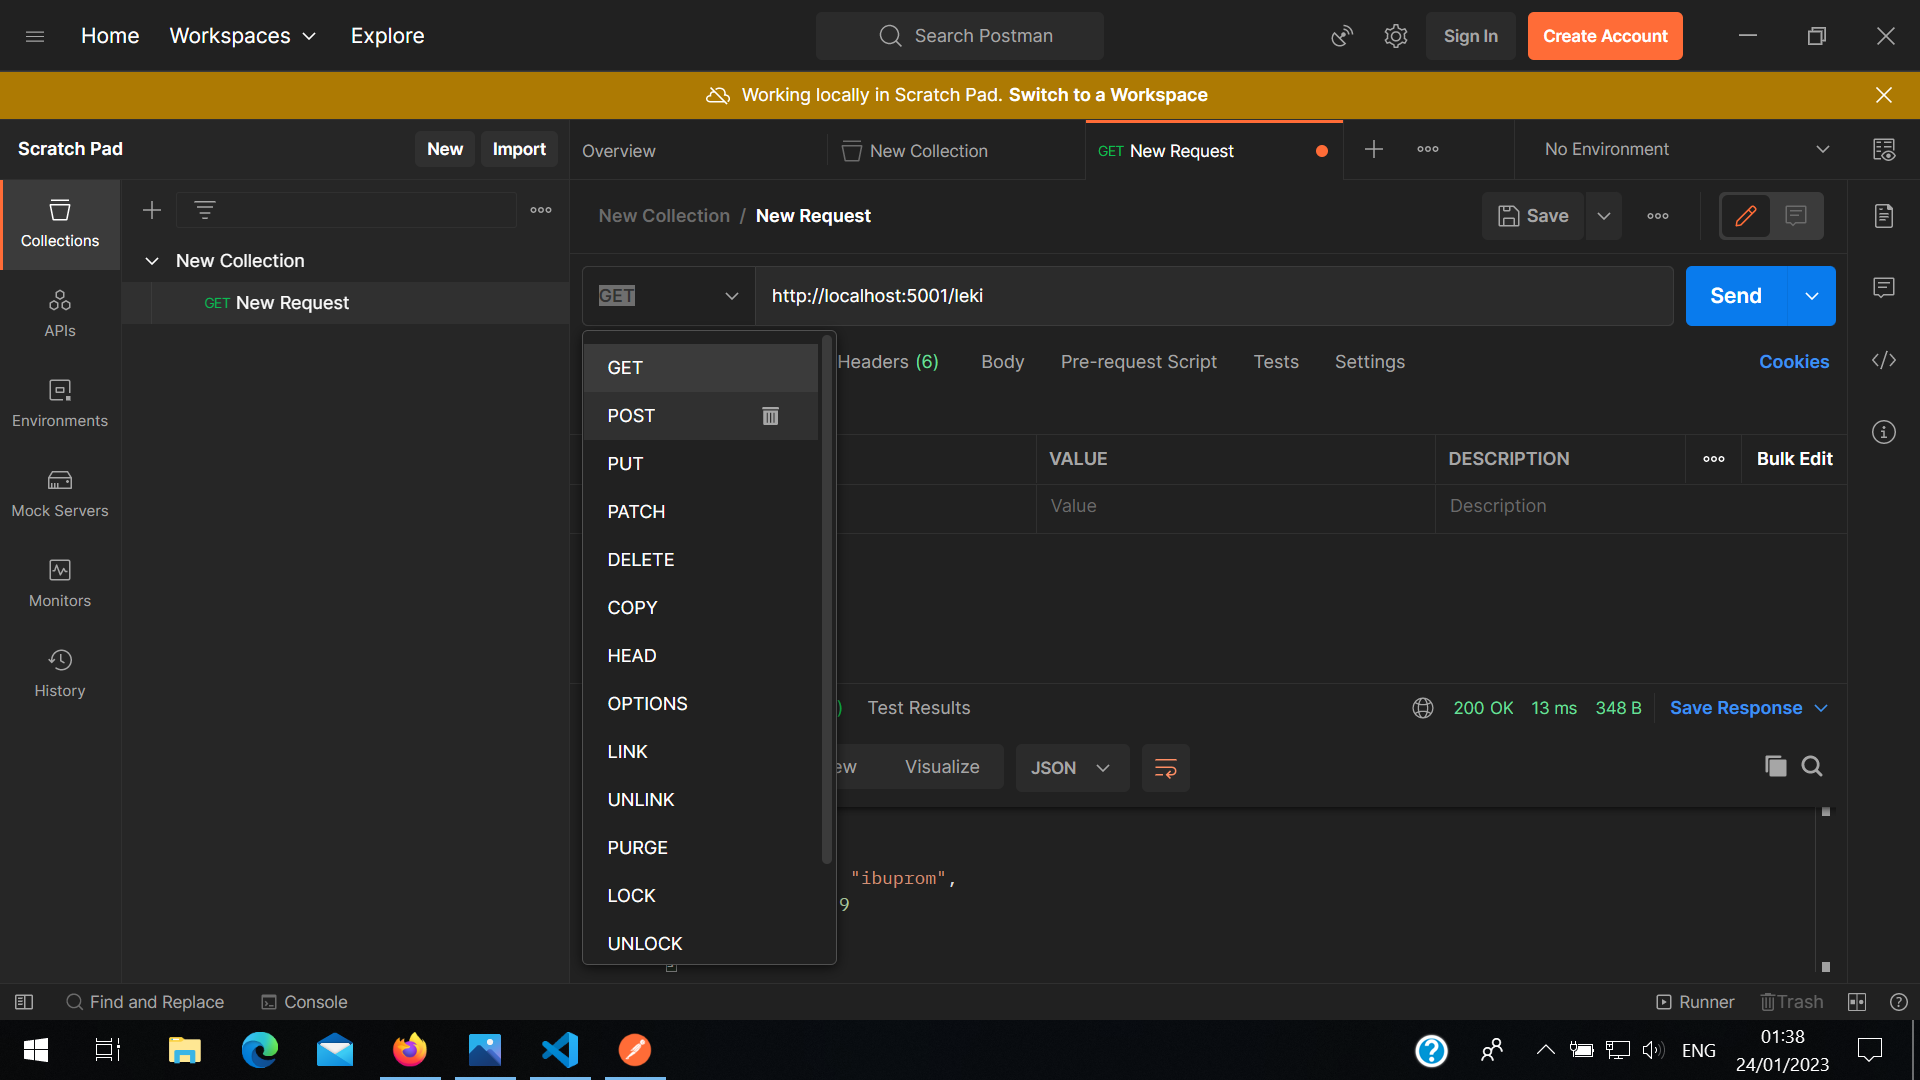 Home
Workspaces
Explore
Search Postman
Sign In
Create Account
Working locally in Scratch Pad. Switch to a Workspace
Scratch Pad
New
Import
Overview
New Collection
GET New Request
No Environment
Collections
APIs
Environments
Mock Servers
Monitors
History
New Collection
GET New Request
New Collection / New Request
Save
GET
http://localhost:5001/leki
Send
Headers (6)
Body
Pre-request Script
Tests
Settings
Cookies
VALUE
DESCRIPTION
Bulk Edit
Value
Description
GET
POST
PUT
PATCH
DELETE
COPY
HEAD
OPTIONS
LINK
UNLINK
PURGE
LOCK
UNLOCK
)
Test Results
200 OK
13 ms
348 B
Save Response
ew
Visualize
JSON
"ibuprom",
9
Find and Replace
Console
Runner
Trash
ENG
01:38
24/01/2023